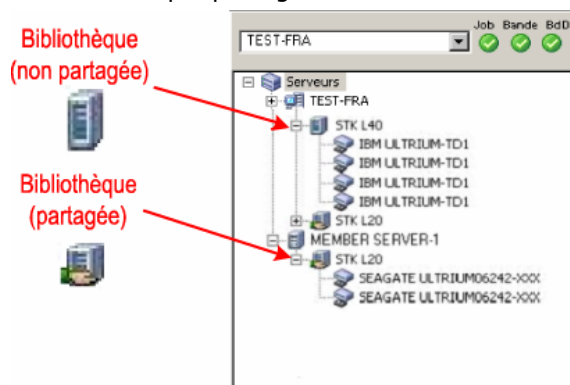 Bibliothèque
(non partagée)
Bibliothèque
(partagée)
Job Bande BdD
TEST-FRA
Serveurs
TEST-FRA
STK L40
IBM ULTRIUM-TD1
IBM ULTRIUM-TD1
IBM ULTRIUM-TD1
IBM ULTRIUM-TD1
STK L20
MEMBER SERVER-1
STK L20
SEAGATE ULTRIUM06242-XXX
SEAGATE ULTRIUM06242-XXX